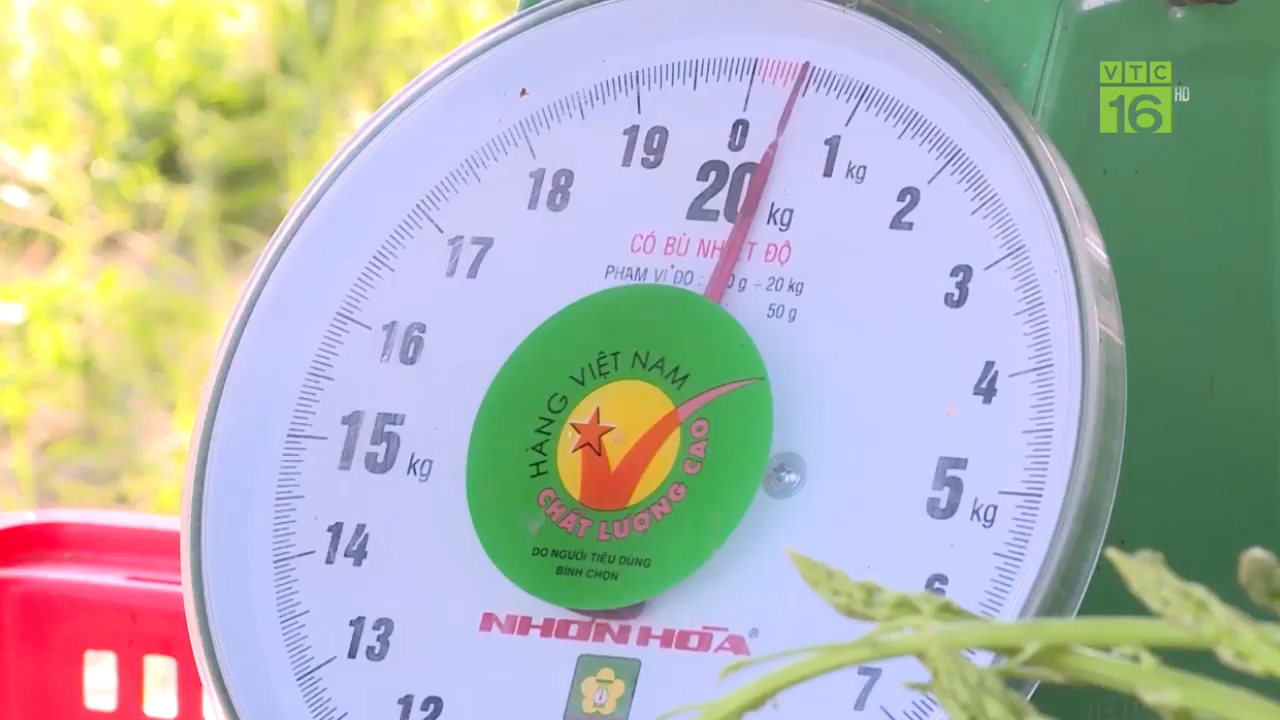 VTC
16 HD
0
20 kg
1 kg
2
3
4
5 kg
7
12
13
14
15 kg
16
17
18
19
CÓ BÙ ĐỘ
PHẠM VI ĐO : ÷ 20 kg
50 g
HÀNG VIỆT NAM
CHẤT LƯỢNG CAO
DO NGƯỜI TIÊU DÙNG
BÌNH CHỌN
NHƠN HÒA®